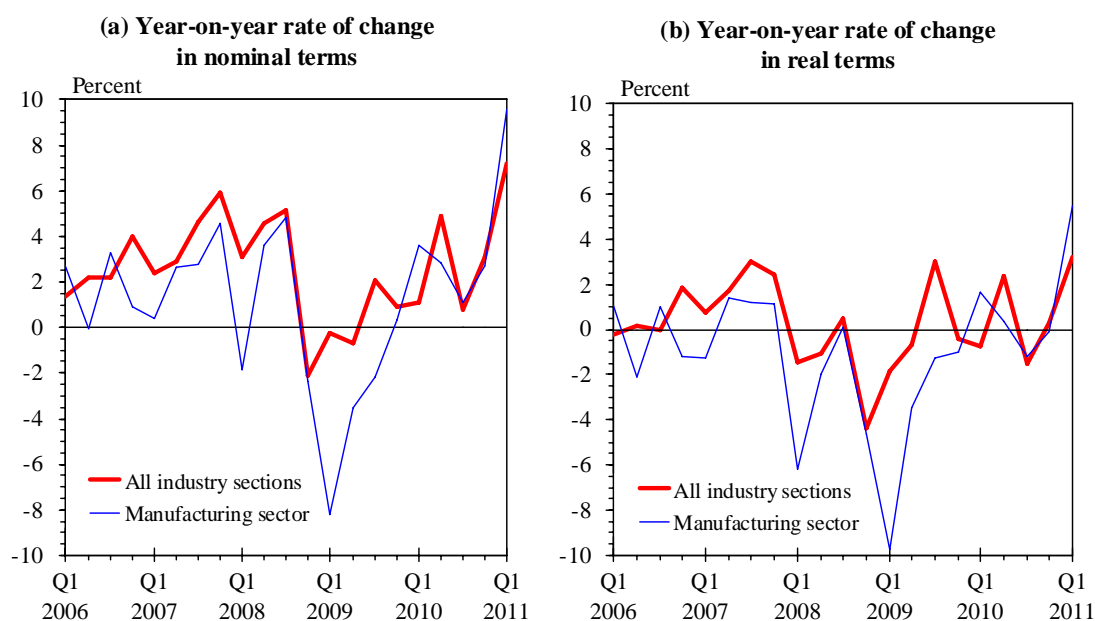 (a) Year-on-year rate of change
in nominal terms
Percent
10
8
6
4
2
0
-2
-4
-6
-8
-10
All industry sections
Manufacturing sector
Q1 Q1 Q1 Q1 Q1 Q1
2006 2007 2008 2009 2010 2011
(b) Year-on-year rate of change
in real terms
Percent
10
8
6
4
2
0
-2
-4
-6
-8
-10
All industry sections
Manufacturing sector
Q1 Q1 Q1 Q1 Q1 Q1
2006 2007 2008 2009 2010 2011